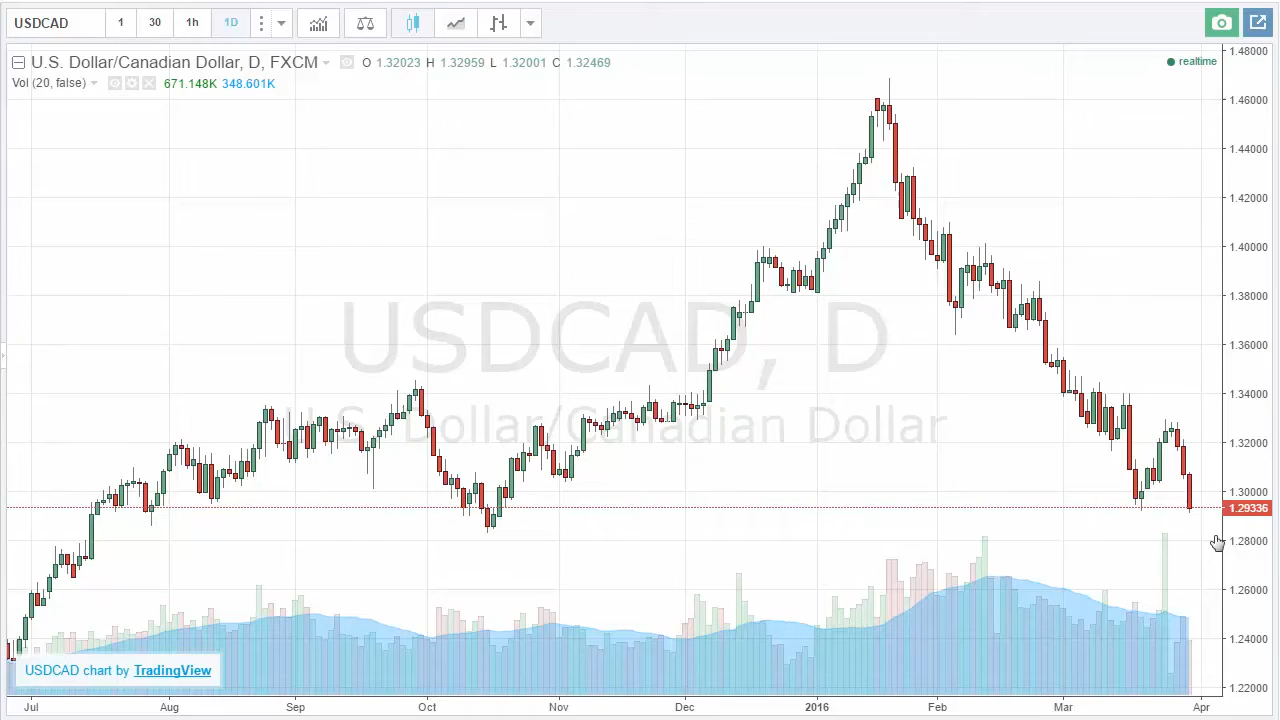 USDCAD 1 30 1h 1D
U.S. Dollar/Canadian Dollar, D, FXCM O 1.32023 H 1.32959 L 1.32001 C 1.32469
realtime
Vol (20, false) 671.148K 348.601K
1.48000
1.46000
1.44000
1.42000
1.40000
1.38000
1.36000
1.34000
1.32000
1.30000
1.29336
1.28000
1.26000
1.24000
1.22000
USDCAD, D
U.S. Dollar/Canadian Dollar
USDCAD chart by TradingView
Jul Aug Sep Oct Nov Dec 2016 Feb Mar Apr